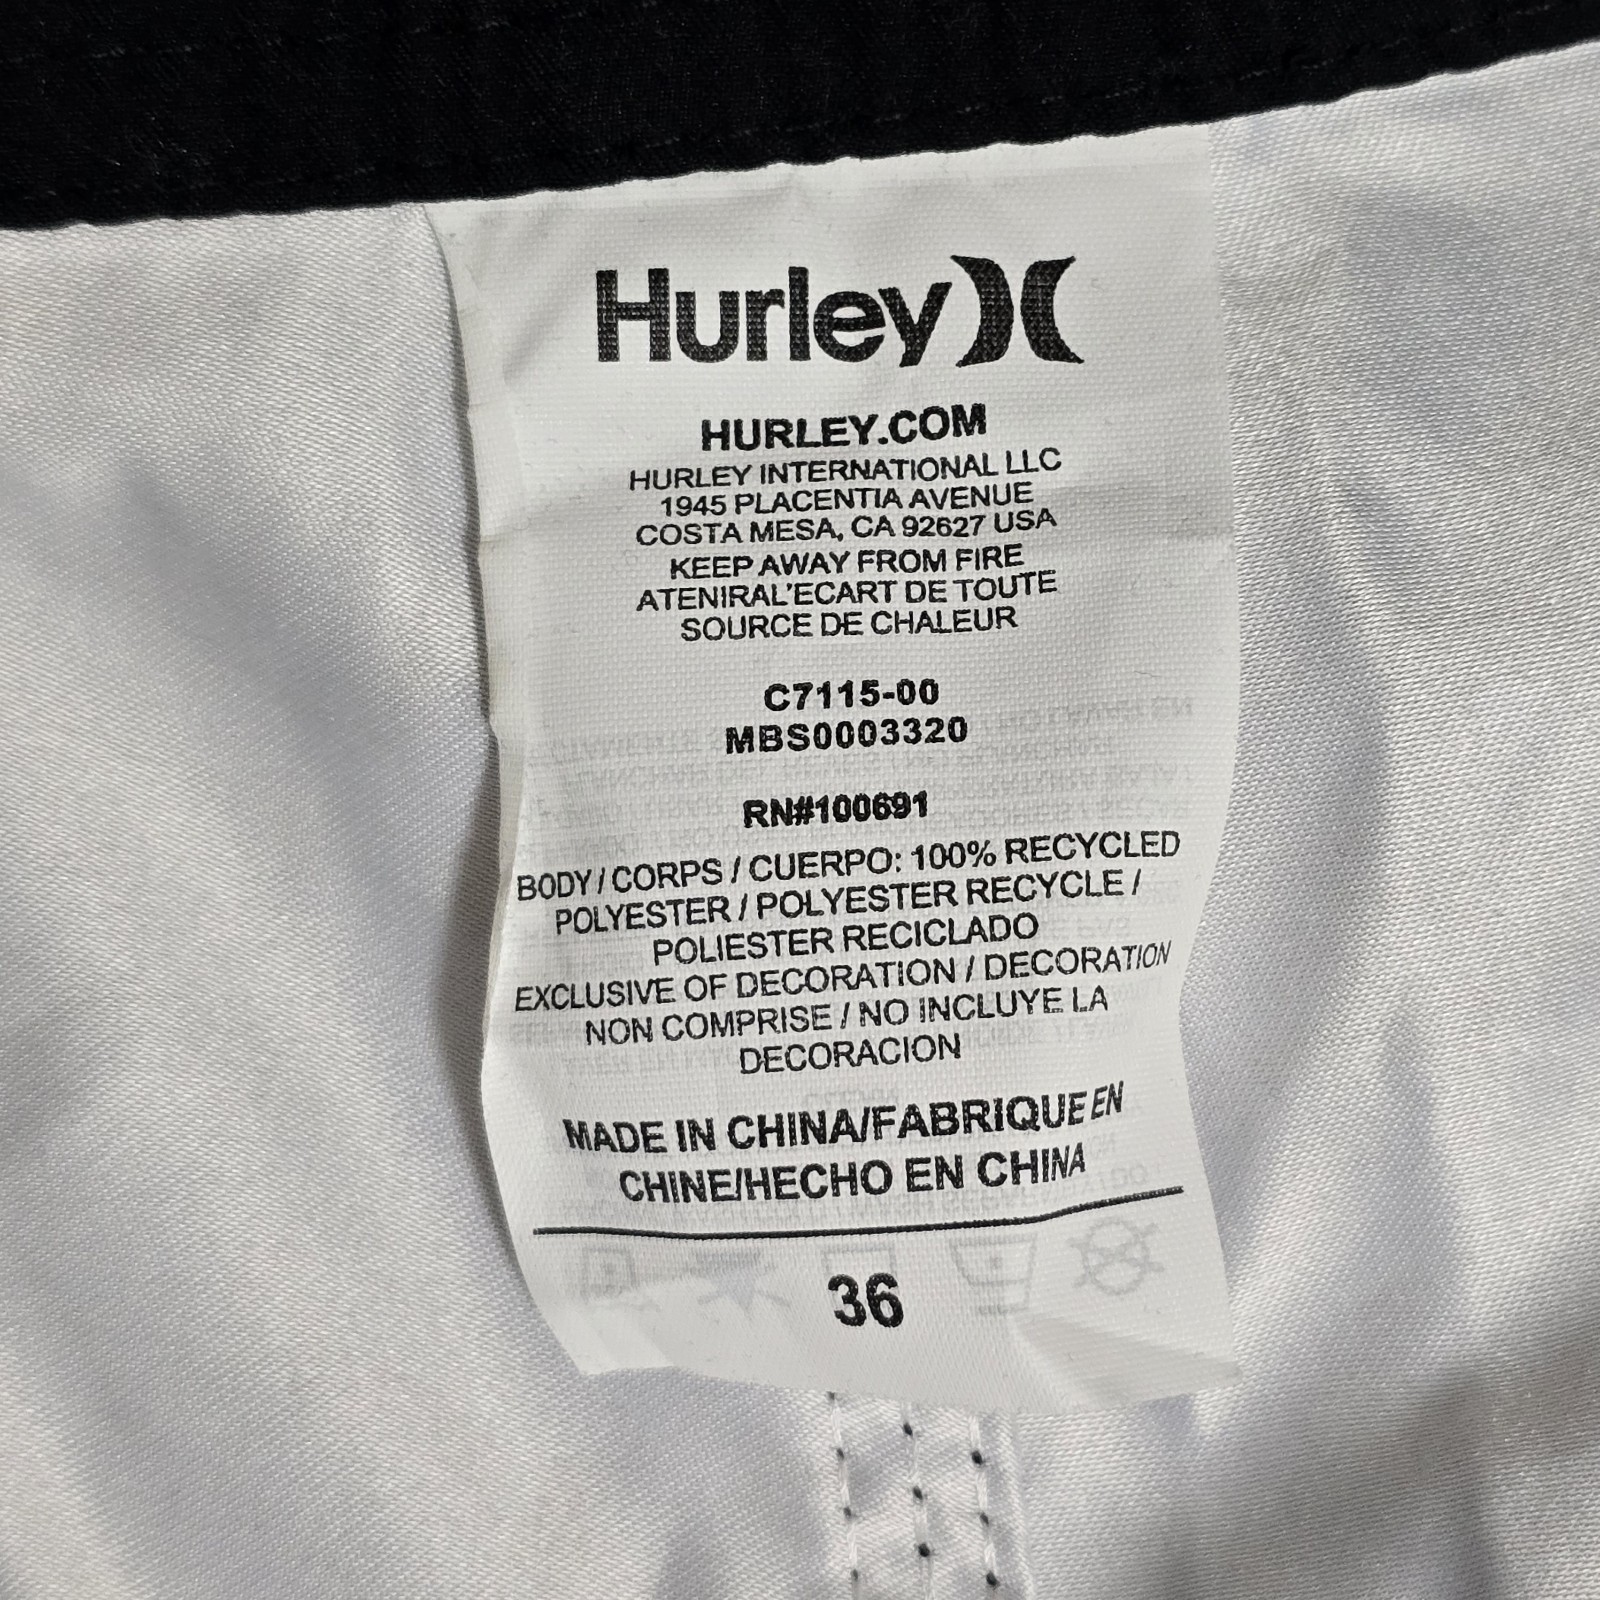 Hurley
HURLEY.COM
HURLEY INTERNATIONAL LLC
1945 PLACENTIA AVENUE
COSTA MESA, CA 92627 USA
KEEP AWAY FROM FIRE
ATENIRAL'ECART DE TOUTE
SOURCE DE CHALEUR
C7115-00
MBS0003320
RN#100691
BODY / CORPS / CUERPO: 100% RECYCLED
POLYESTER / POLYESTER RECYCLE /
POLIESTER RECICLADO
EXCLUSIVE OF DECORATION / DECORATION
NON COMPRISE / NO INCLUYE LA
DECORACION
MADE IN CHINA/FABRIQUE EN
CHINE/HECHO EN CHINA
36